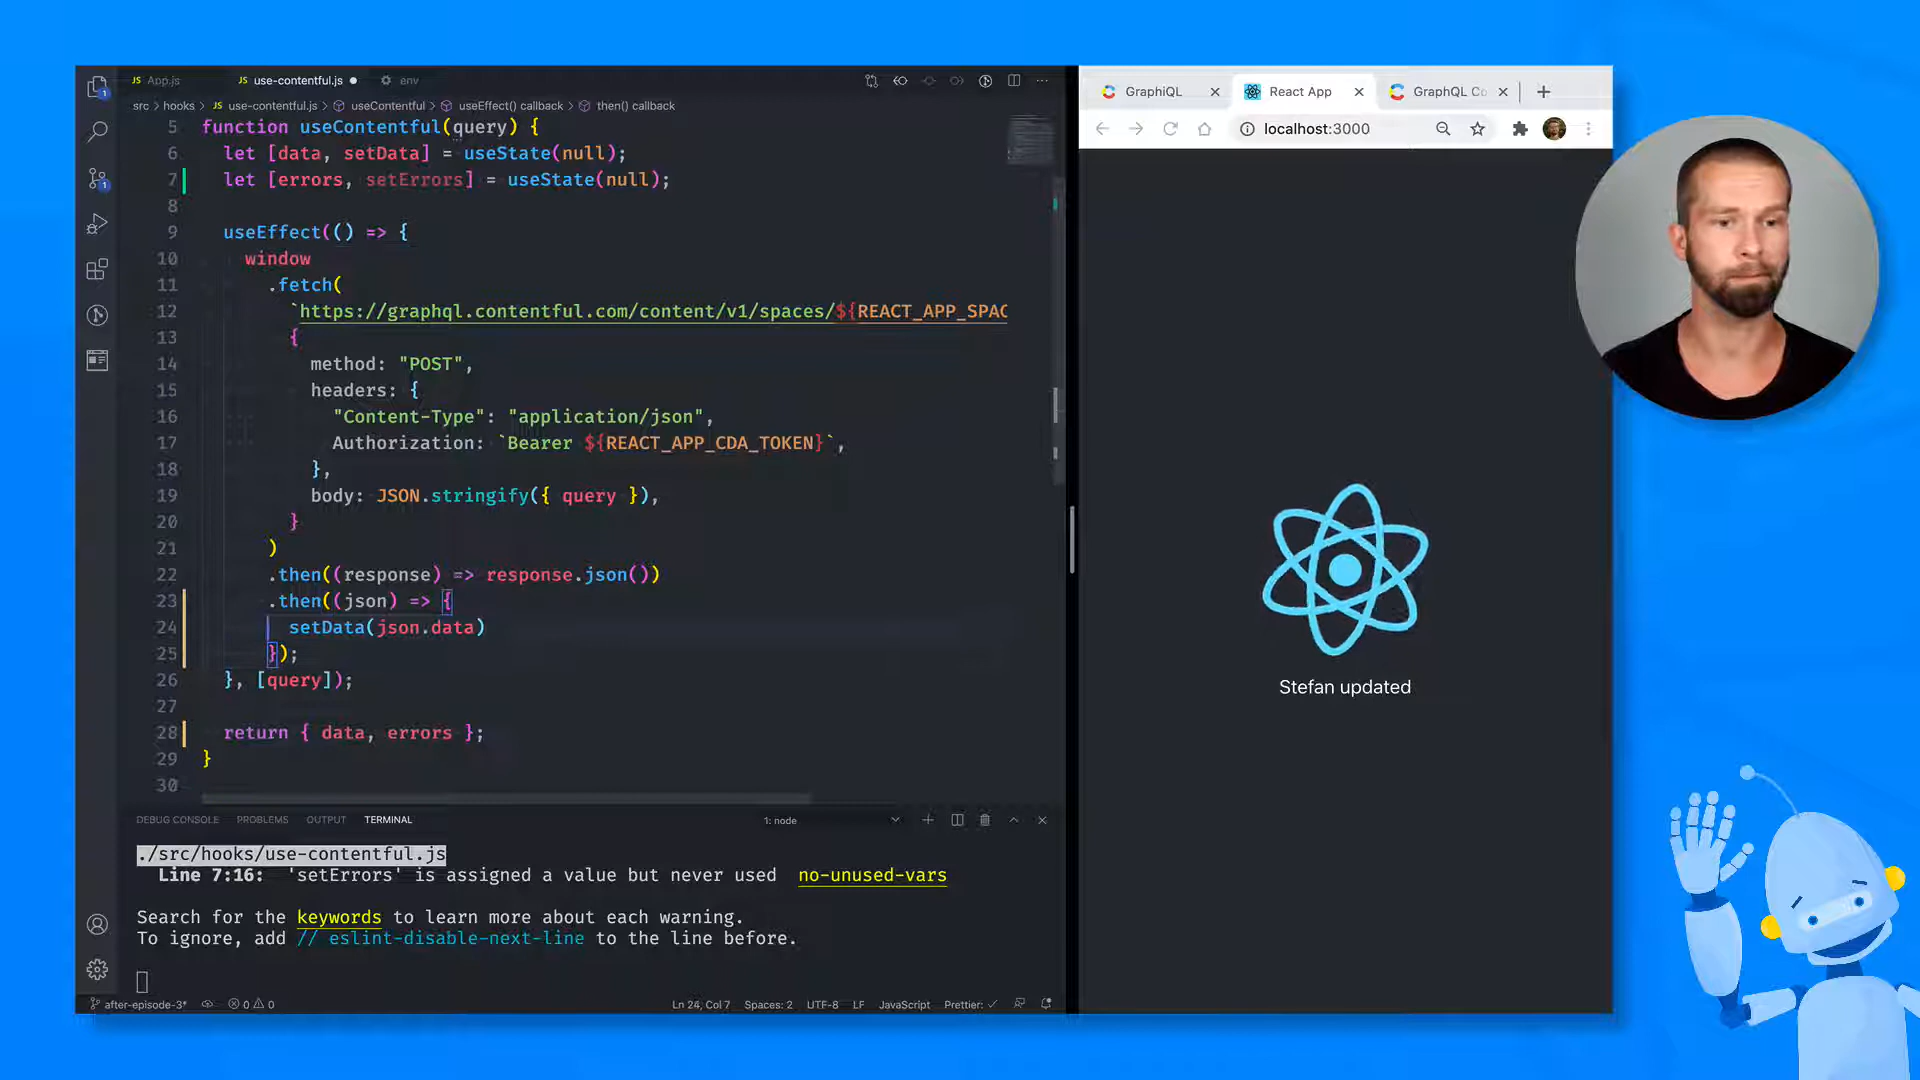 JS App.js
JS use-contentful.js
env
src > hooks > JS use-contentful.js > useContentful > useEffect() callback > then() callback
5 function useContentful(query) {
6 let [data, setData] = useState(null);
7 let [errors, setErrors] = useState(null);
8
9 useEffect(() => {
10 window
11 .fetch(
12 `https://graphql.contentful.com/content/v1/spaces/${REACT_APP_SPAC
13 {
14 method: "POST",
15 headers: {
16 "Content-Type": "application/json",
17 Authorization: `Bearer ${REACT_APP_CDA_TOKEN}`,
18 },
19 body: JSON.stringify({ query }),
20 }
21 )
22 .then((response) => response.json())
23 .then((json) => {
24 setData(json.data)
25 });
26 }, [query]);
27
28 return { data, errors };
29 }
30
DEBUG CONSOLE PROBLEMS OUTPUT TERMINAL 1: node
./src/hooks/use-contentful.js
Line 7:16: 'setErrors' is assigned a value but never used no-unused-vars
Search for the keywords to learn more about each warning.
To ignore, add // eslint-disable-next-line to the line before.
after-episode-3* 0 0 Ln 24, Col 7 Spaces: 2 UTF-8 LF JavaScript Prettier: ✓
GraphiQL
React App
GraphQL Co
localhost:3000
Stefan updated